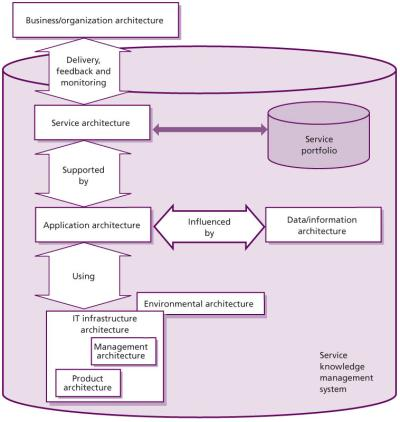 Business/organization architecture
Delivery,
feedback and
monitoring
Service architecture
Service
portfolio
Supported
by
Application architecture
Influenced
by
Data/information
architecture
Using
Environmental architecture
IT infrastructure
architecture
Management
architecture
Product
architecture
Service
knowledge
management
system